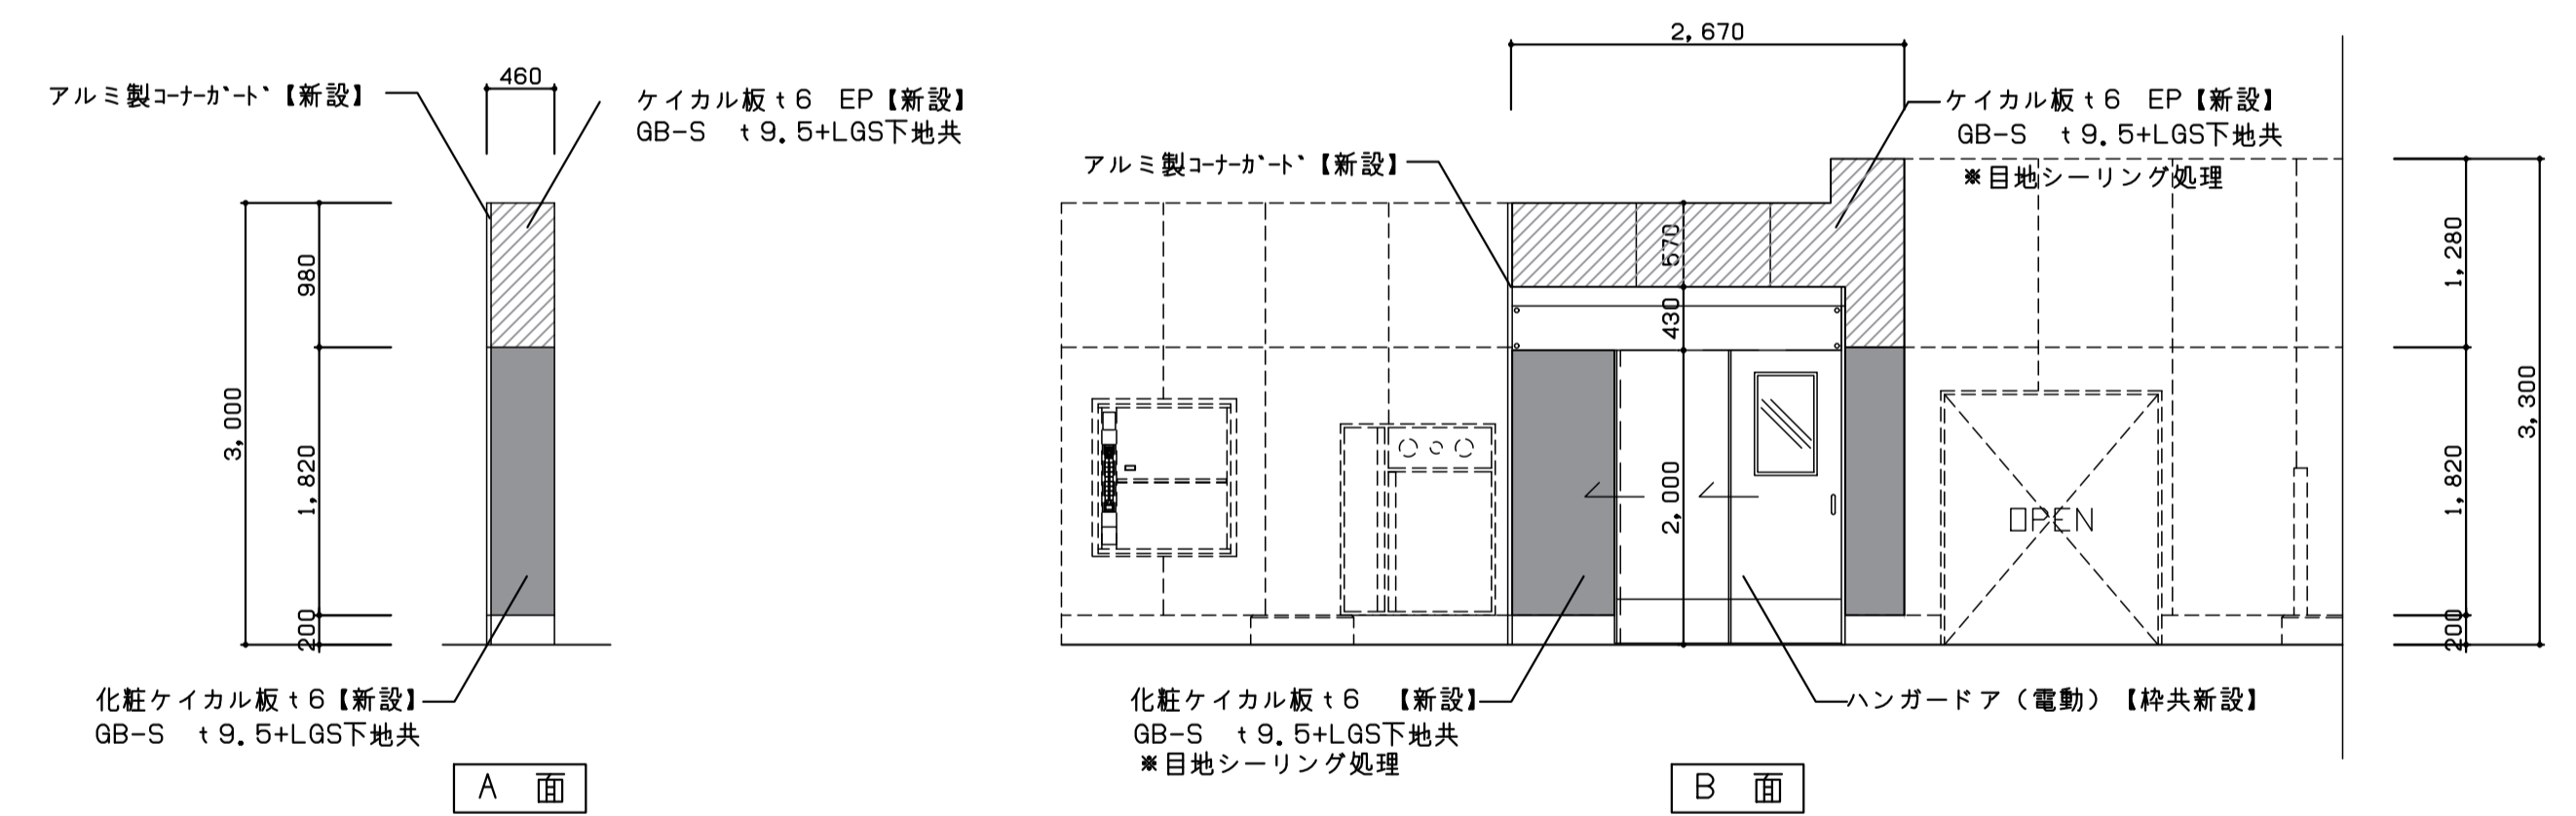 アルミ製ｺｰﾅｰｶﾞｰﾄﾞ【新設】
460
ケイカル板ｔ６　EP【新設】
GB-S　ｔ9.5+LGS下地共
980
1,820
200
3,000
化粧ケイカル板ｔ６【新設】
GB-S　ｔ9.5+LGS下地共
A　面
2,670
ケイカル板ｔ６　EP【新設】
GB-S　ｔ9.5+LGS下地共
※目地シーリング処理
アルミ製ｺｰﾅｰｶﾞｰﾄﾞ【新設】
570
430
2,000
OPEN
1,280
1,820
200
3,300
化粧ケイカル板ｔ６　【新設】
GB-S　ｔ9.5+LGS下地共
※目地シーリング処理
ハンガードア（電動）【枠共新設】
B　面